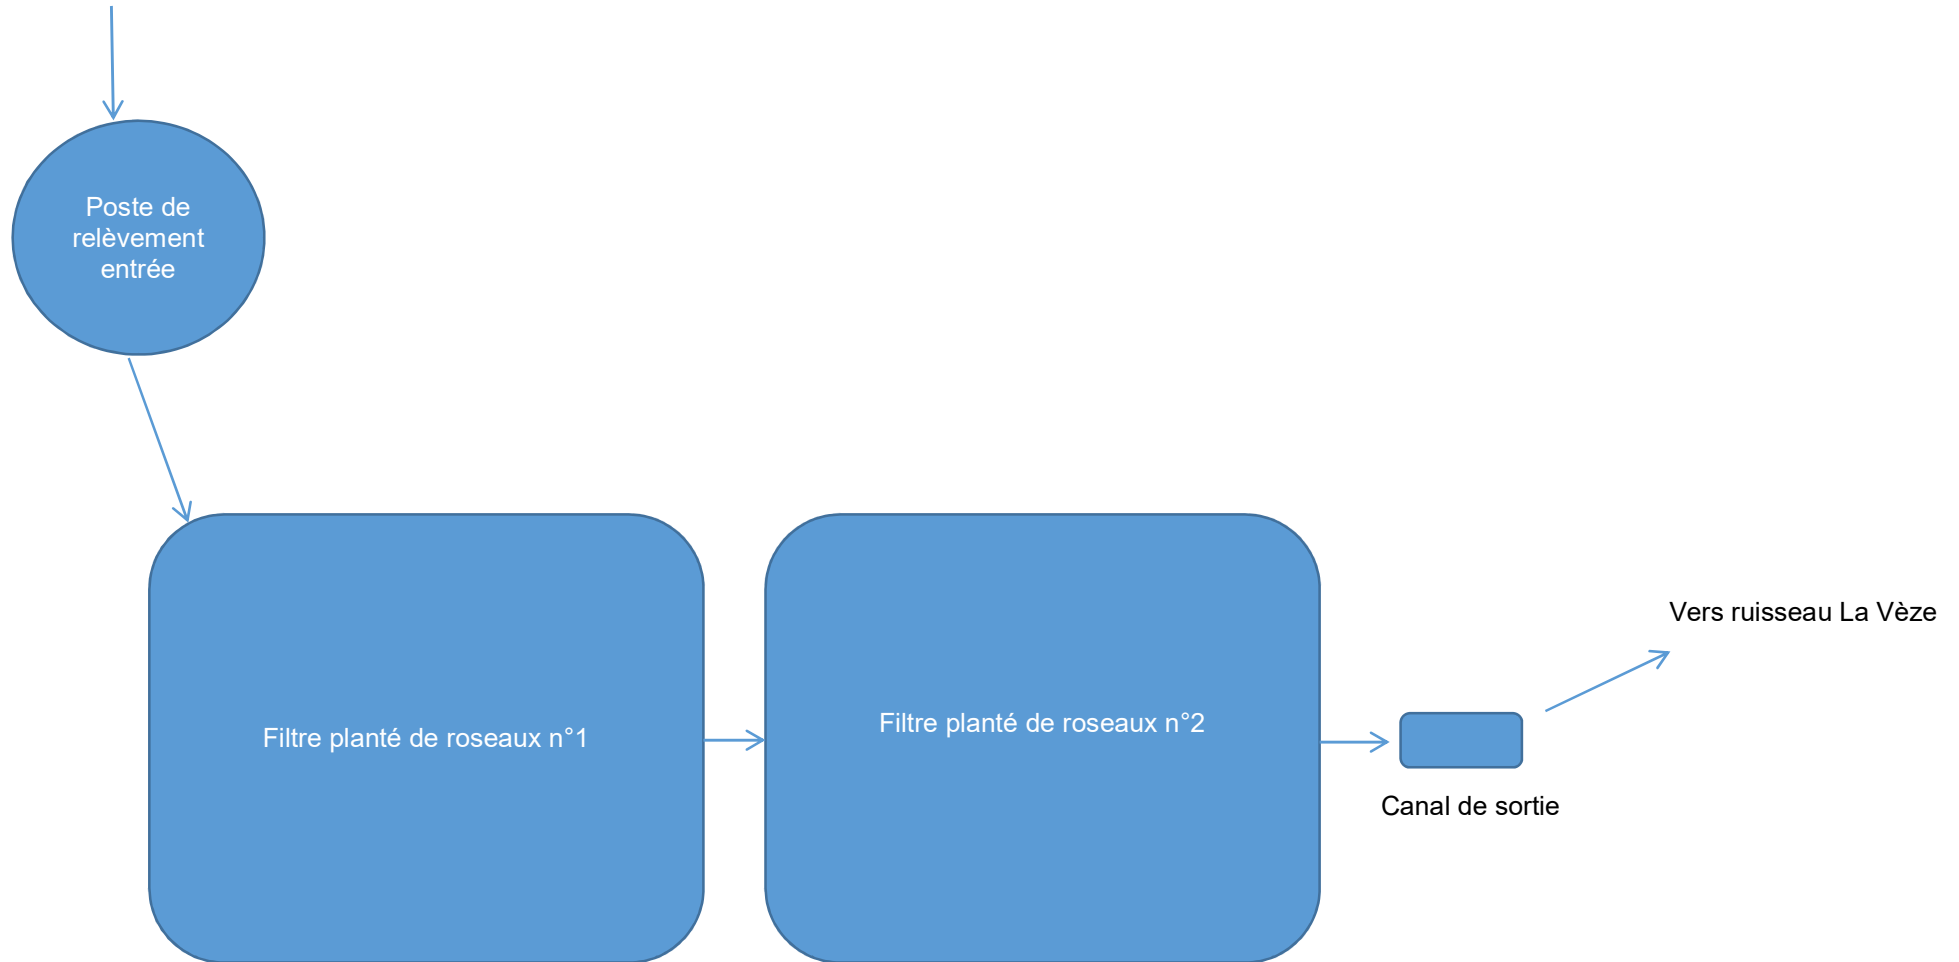 Poste de
relèvement
entrée
Filtre planté de roseaux n°1
Filtre planté de roseaux n°2
Vers ruisseau La Vèze
Canal de sortie